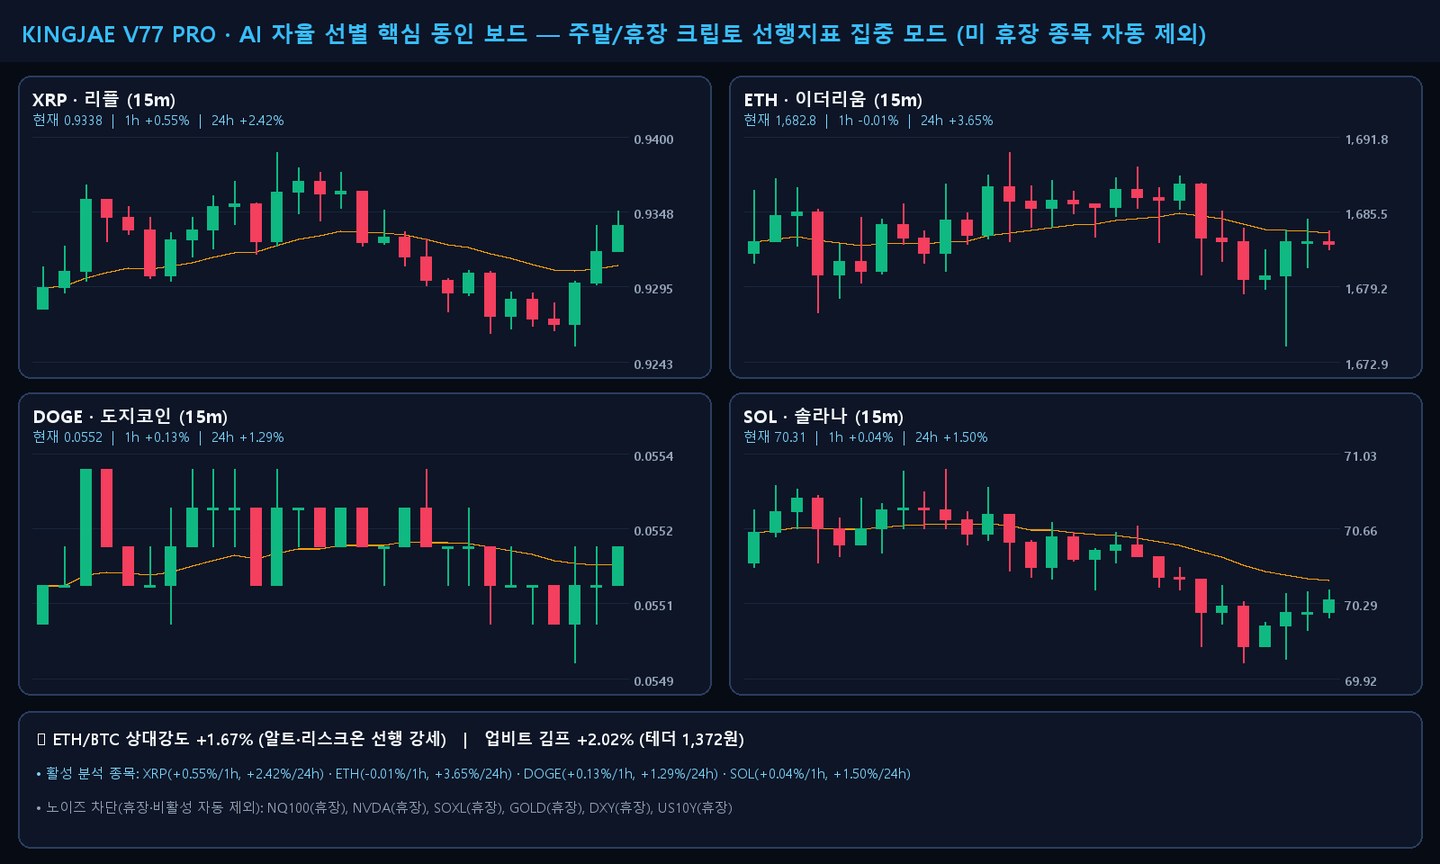 KINGJAE V77 PRO · AI 자율 선별 핵심 동인 보드 — 주말/휴장 크립토 선행지표 집중 모드 (미 휴장 종목 자동 제외)
XRP · 리플 (15m)
현재 0.9338 | 1h +0.55% | 24h +2.42%
0.9400
0.9348
0.9295
0.9243
ETH · 이더리움 (15m)
현재 1,682.8 | 1h -0.01% | 24h +3.65%
1,691.8
1,685.5
1,679.2
1,672.9
DOGE · 도지코인 (15m)
현재 0.0552 | 1h +0.13% | 24h +1.29%
0.0554
0.0552
0.0551
0.0549
SOL · 솔라나 (15m)
현재 70.31 | 1h +0.04% | 24h +1.50%
71.03
70.66
70.29
69.92
ETH/BTC 상대강도 +1.67% (알트·리스크온 선행 강세) | 업비트 김프 +2.02% (테더 1,372원)
• 활성 분석 종목: XRP(+0.55%/1h, +2.42%/24h) · ETH(-0.01%/1h, +3.65%/24h) · DOGE(+0.13%/1h, +1.29%/24h) · SOL(+0.04%/1h, +1.50%/24h)
• 노이즈 차단(휴장·비활성 자동 제외): NQ100(휴장), NVDA(휴장), SOXL(휴장), GOLD(휴장), DXY(휴장), US10Y(휴장)